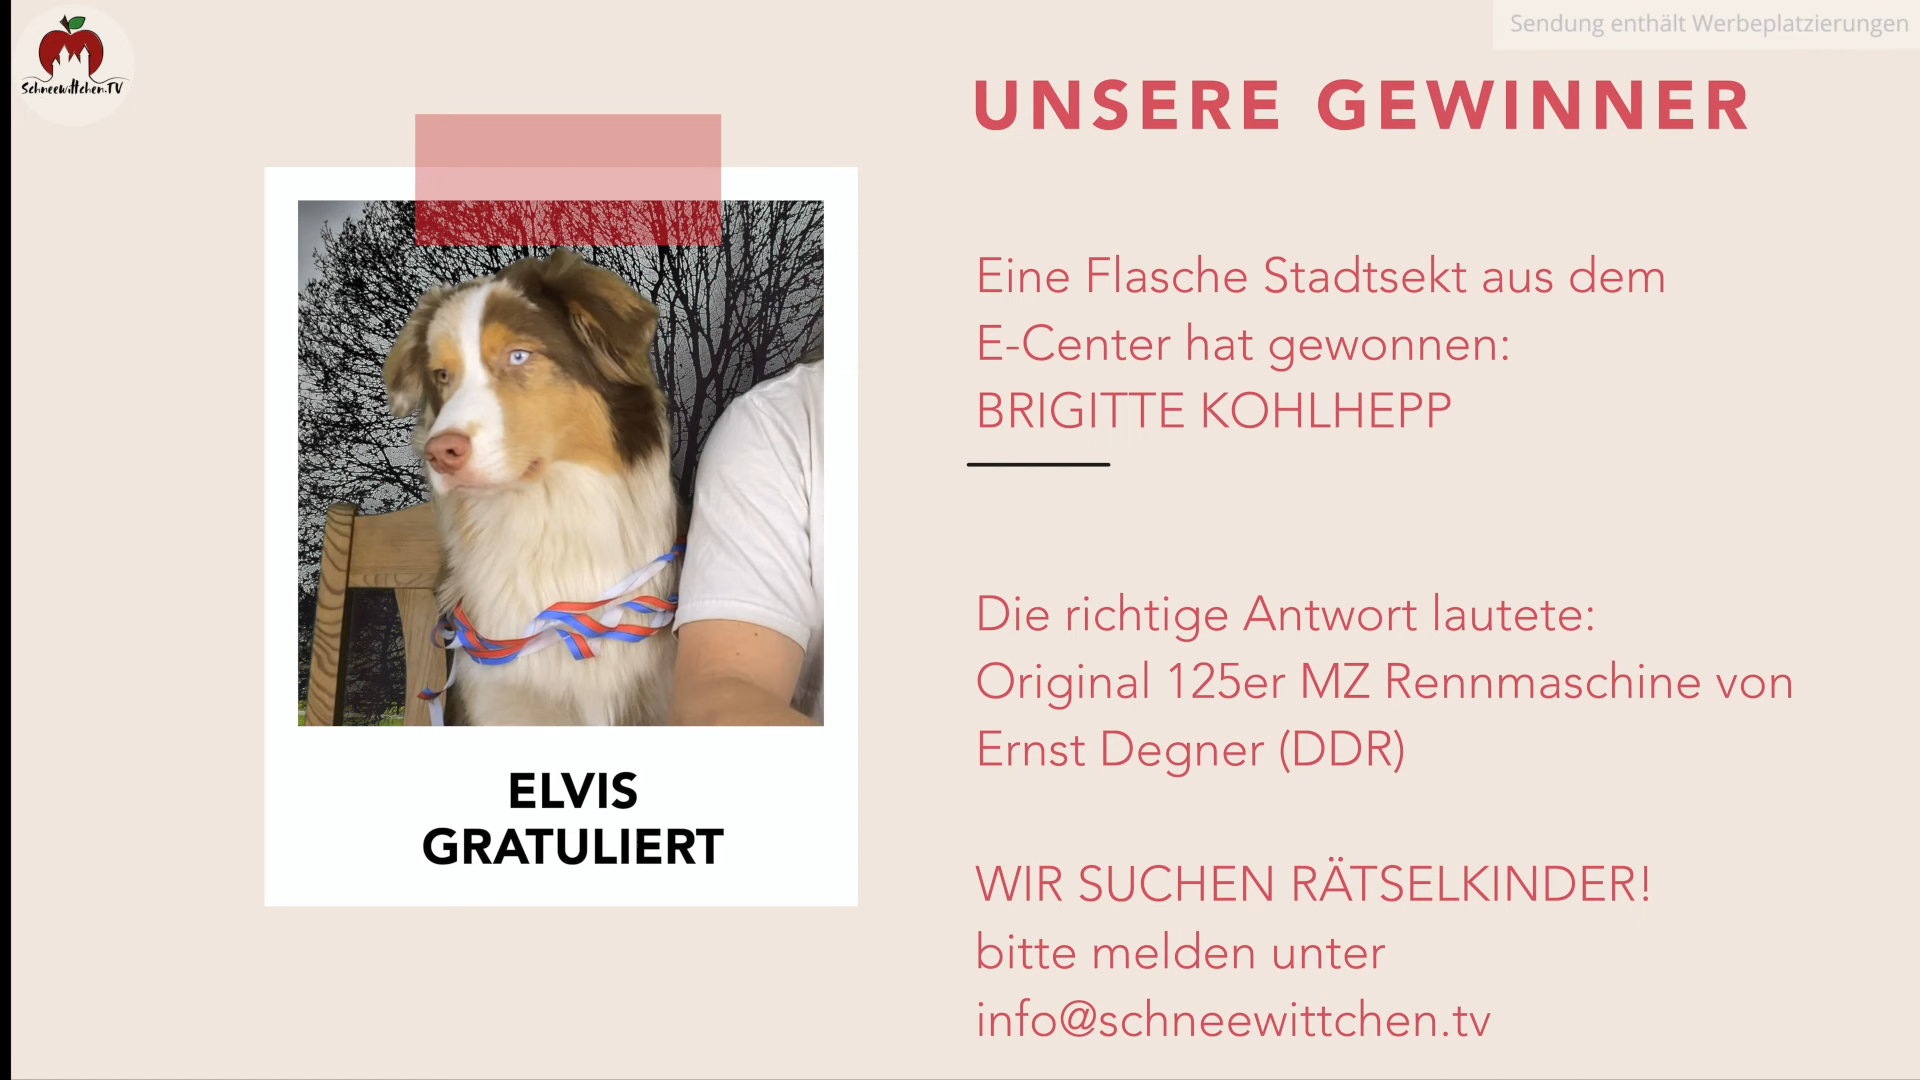 Schneewittchen.TV
Sendung enthält Werbeplatzierungen
UNSERE GEWINNER
Eine Flasche Stadtsekt aus dem
E-Center hat gewonnen:
BRIGITTE KOHLHEPP
Die richtige Antwort lautete:
Original 125er MZ Rennmaschine von
Ernst Degner (DDR)
WIR SUCHEN RÄTSELKINDER!
bitte melden unter
info@schneewittchen.tv
ELVIS
GRATULIERT